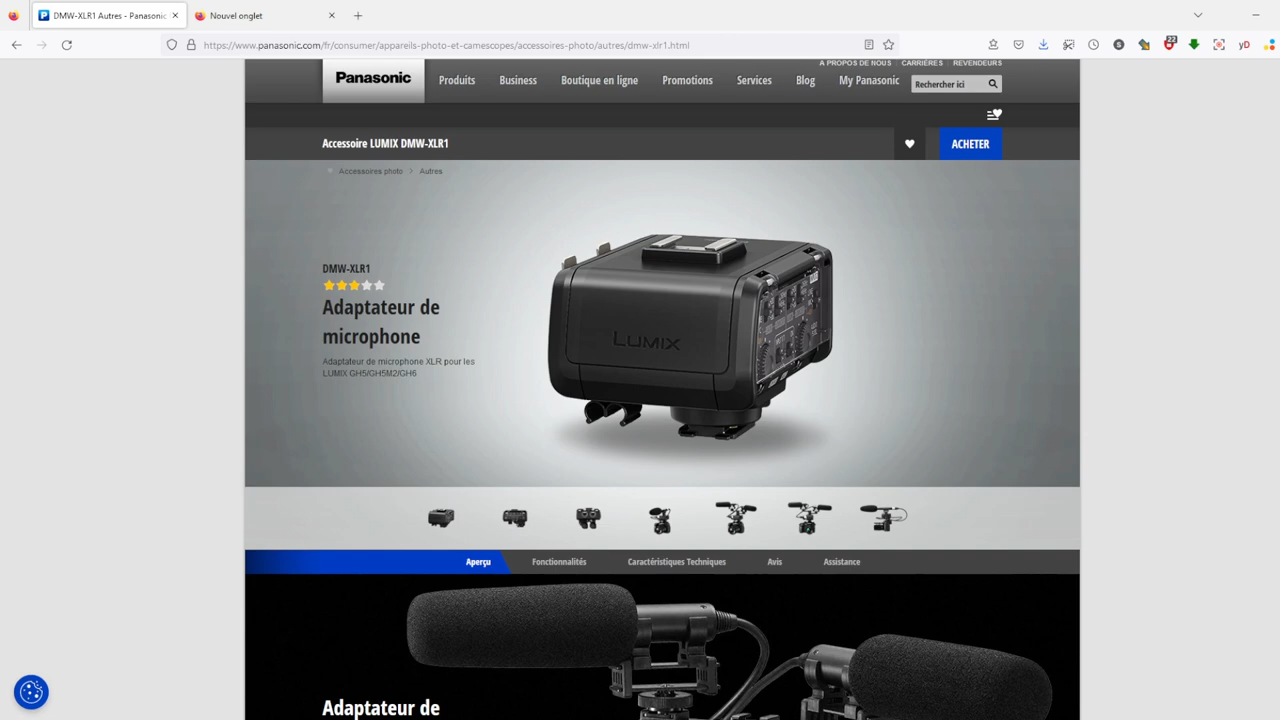 DMW-XLR1 Autres - Panasonic
Nouvel onglet
https://www.panasonic.com/fr/consumer/appareils-photo-et-camescopes/accessoires-photo/autres/dmw-xlr1.html
22
S
yD
A PROPOS DE NOUS
CARRIÈRES
REVENDEURS
Panasonic
Produits
Business
Boutique en ligne
Promotions
Services
Blog
My Panasonic
Rechercher ici
Accessoire LUMIX DMW-XLR1
ACHETER
Accessoires photo > Autres
DMW-XLR1
Adaptateur de
microphone
Adaptateur de microphone XLR pour les
LUMIX GH5/GH5M2/GH6
LUMIX
Aperçu
Fonctionnalités
Caractéristiques Techniques
Avis
Assistance
Adaptateur de